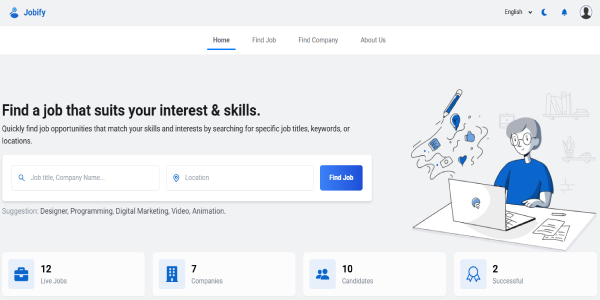 Jobify
English
Home Find Job Find Company About Us
Find a job that suits your interest & skills.
Quickly find job opportunities that match your skills and interests by searching for specific job titles, keywords, or
locations.
Job title, Company Name...
Location
Find Job
Suggestion: Designer, Programming, Digital Marketing, Video, Animation.
12
Live Jobs
7
Companies
10
Candidates
2
Successful